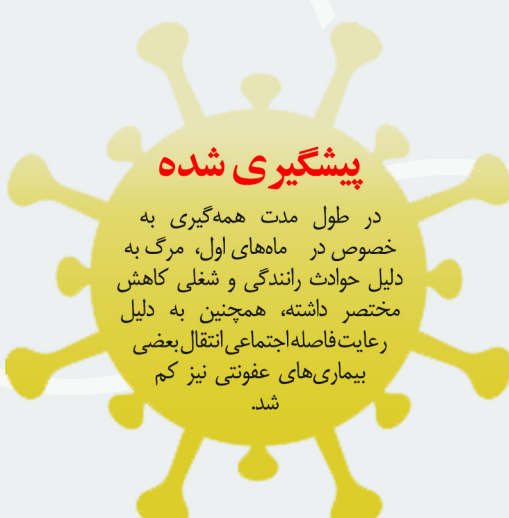 پیشگیری شده
در طول مدت همه‌گیری به
خصوص در ماه‌های اول، مرگ به
دلیل حوادث رانندگی و شغلی کاهش
مختصر داشته، همچنین به دلیل
رعایت فاصله اجتماعی انتقال بعضی
بیماری‌های عفونتی نیز کم
شد.